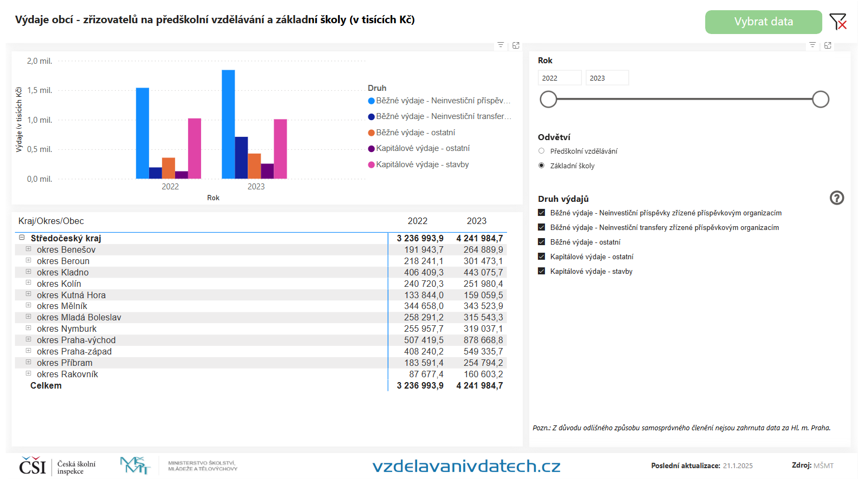 Výdaje obcí - zřizovatelů na předškolní vzdělávání a základní školy (v tisících Kč)
Vybrat data
2,0 mil.
1,5 mil.
1,0 mil.
0,5 mil.
0,0 mil.
Výdaje (v tisících Kč)
2022
2023
Rok
Druh
Běžné výdaje - Neinvestiční příspěv…
Běžné výdaje - Neinvestiční transfer…
Běžné výdaje - ostatní
Kapitálové výdaje - ostatní
Kapitálové výdaje - stavby
Kraj/Okres/Obec 2022 2023
Středočeský kraj 3 236 993,9 4 241 984,7
okres Benešov 191 943,7 264 889,9
okres Beroun 218 241,1 301 473,1
okres Kladno 406 409,3 443 075,7
okres Kolín 240 720,3 251 980,4
okres Kutná Hora 133 844,0 159 059,5
okres Mělník 344 658,0 343 523,9
okres Mladá Boleslav 258 291,2 315 543,3
okres Nymburk 255 957,7 319 037,1
okres Praha-východ 507 419,5 878 668,8
okres Praha-západ 408 240,2 549 335,7
okres Příbram 183 591,4 254 794,2
okres Rakovník 87 677,4 160 603,2
Celkem 3 236 993,9 4 241 984,7
Rok
2022 2023
Odvětví
Předškolní vzdělávání
Základní školy
Druh výdajů
?
Běžné výdaje - Neinvestiční příspěvky zřízené příspěvkovým organizacím
Běžné výdaje - Neinvestiční transfery zřízené příspěvkovým organizacím
Běžné výdaje - ostatní
Kapitálové výdaje - ostatní
Kapitálové výdaje - stavby
Pozn.: Z důvodu odlišného způsobu samosprávného členění nejsou zahrnuta data za Hl. m. Praha.
ČŠI
Česká školní
inspekce
MŠMT
MINISTERSTVO ŠKOLSTVÍ,
MLÁDEŽE A TĚLOVÝCHOVY
vzdelavanivdatech.cz
Poslední aktualizace: 21.1.2025
Zdroj: MŠMT